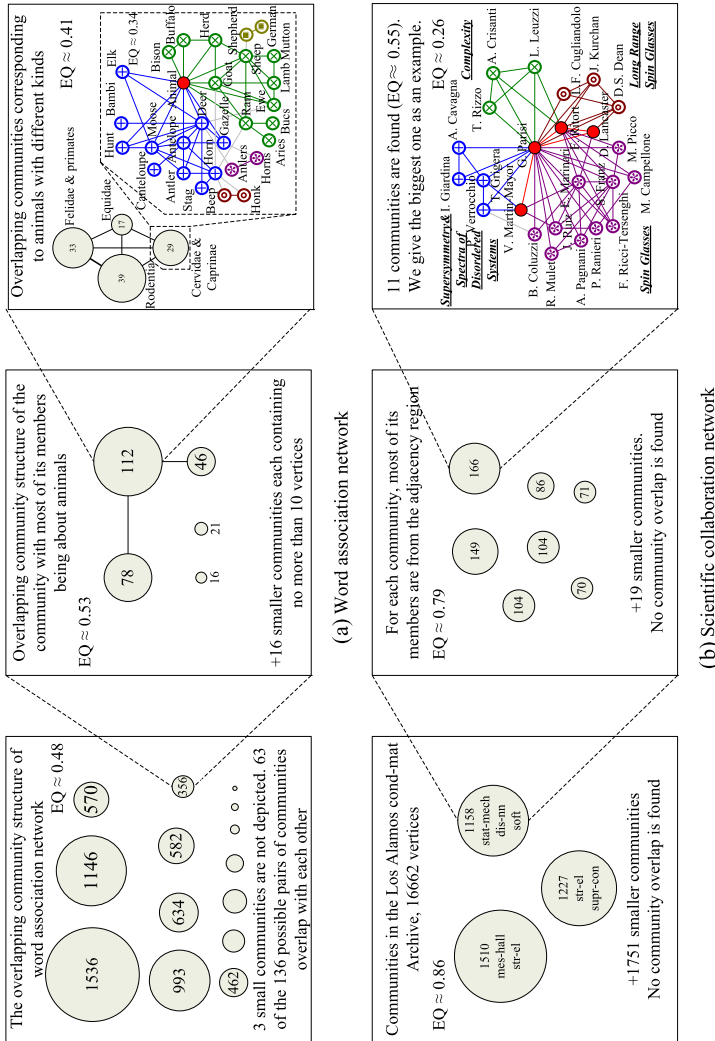 The overlapping community structure of
word association network
EQ ≈ 0.48
1536
1146
570
993
634
582
356
462
3 small communities are not depicted. 63
of the 136 possible pairs of communities
overlap with each other
Overlapping community structure of the
community with most of its members
being about animals
EQ ≈ 0.53
78
112
16
21
46
+16 smaller communities each containing
no more than 10 vertices
Overlapping communities corresponding
to animals with different kinds
EQ ≈ 0.41
33
Felidae & primates
Equidae
17
39
Rodentia
29
Cervidae &
Caprinae
EQ ≈ 0.34
Elk
Bambi
Hunt
Moose
Canteloupe
Antelope
Antler
Stag
Beep
Horn
Deer
Gazelle
Antlers
Horns
Honk
Animal
Bison
Buffalo
Herd
Goat
Shepherd
Sheep
German
Ram
Ewe
Lamb
Mutton
Bucs
Aries
(a) Word association network
Communities in the Los Alamos cond-mat
Archive, 16662 vertices
EQ ≈ 0.86
1510
mes-hall
str-el
1158
stat-mech
dis-nn
soft
1227
str-el
supr-con
+1751 smaller communities
No community overlap is found
For each community, most of its
members are from the adjacency region
EQ ≈ 0.79
149
166
104
104
86
70
71
+19 smaller communities.
No community overlap is found
11 communities are found (EQ≈ 0.55).
We give the biggest one as an example.
EQ ≈ 0.26
Supersymmetry &
Spectra of
Disordered
Systems
I. Giardina
A. Cavagna
P. Verrocchio
T. Grigera
V. Martin-Mayor
Complexity
T. Rizzo
A. Crisanti
L. Leuzzi
G. Parisi
L. F. Cugliandolo
J. Kurchan
D.S. Dean
Long Range
Spin Glasses
F. Ritort
D. Lancaster
B. Coluzzi
R. Mulet
J. Ruiz
E. Marinari
A. Pagnani
P. Ranieri
S. Franz
F. Ricci-Tersenghi
M. Picco
M. Campellone
Spin Glasses
(b) Scientific collaboration network